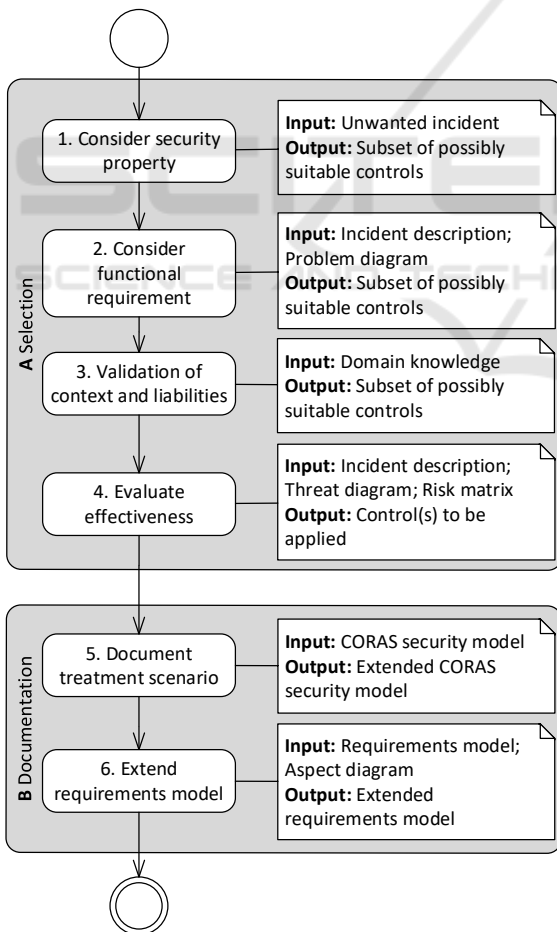 1. Consider security
property
Input: Unwanted incident
Output: Subset of possibly
suitable controls
2. Consider
functional
requirement
Input: Incident description;
Problem diagram
Output: Subset of possibly
suitable controls
A Selection
3. Validation of
context and liabilities
Input: Domain knowledge
Output: Subset of possibly
suitable controls
4. Evaluate
effectiveness
Input: Incident description;
Threat diagram; Risk matrix
Output: Control(s) to be
applied
B Documentation
5. Document
treatment scenario
Input: CORAS security model
Output: Extended CORAS
security model
6. Extend
requirements model
Input: Requirements model;
Aspect diagram
Output: Extended
requirements model
SCIENCE AND